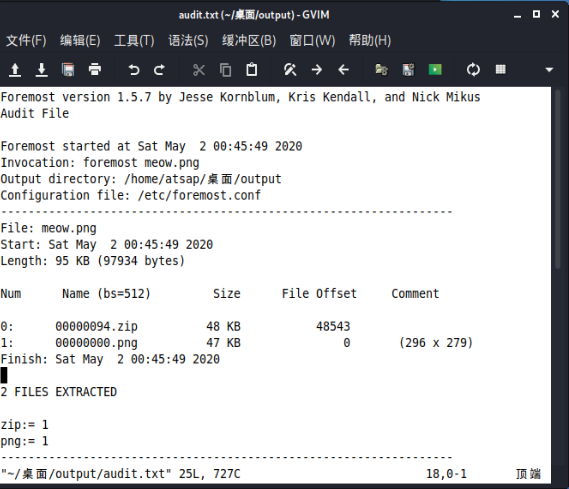 audit.txt (~/桌面/output) - GVIM
文件(F) 编辑(E) 工具(T) 语法(S) 缓冲区(B) 窗口(W) 帮助(H)
Foremost version 1.5.7 by Jesse Kornblum, Kris Kendall, and Nick Mikus
Audit File
Foremost started at Sat May  2 00:45:49 2020
Invocation: foremost meow.png
Output directory: /home/atsap/桌面/output
Configuration file: /etc/foremost.conf
------------------------------------------------------------------
File: meow.png
Start: Sat May  2 00:45:49 2020
Length: 95 KB (97934 bytes)
Num      Name (bs=512)         Size      File Offset     Comment
0:      00000094.zip          48 KB           48543
1:      00000000.png          47 KB               0       (296 x 279)
Finish: Sat May  2 00:45:49 2020
2 FILES EXTRACTED
zip:= 1
png:= 1
------------------------------------------------------------------
"~/桌面/output/audit.txt" 25L, 727C                           18,0-1       顶端